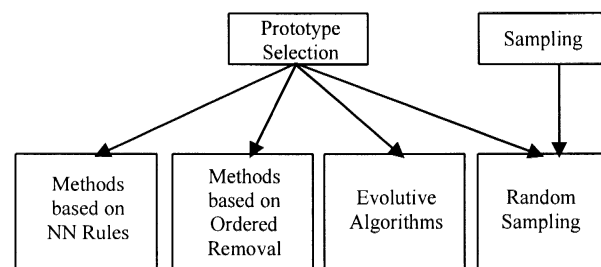 Prototype
Selection
Sampling
Methods
based on
NN Rules
Methods
based on
Ordered
Removal
Evolutive
Algorithms
Random
Sampling